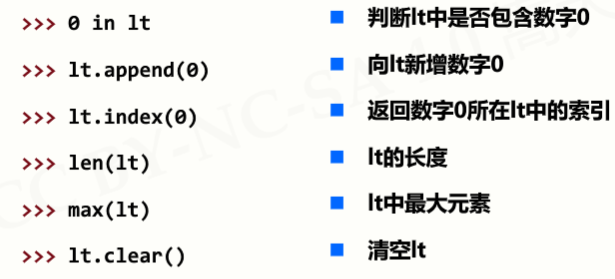 >>> 0 in lt
判断lt中是否包含数字0
>>> lt.append(0)
向lt新增数字0
>>> lt.index(0)
返回数字0所在lt中的索引
>>> len(lt)
lt的长度
>>> max(lt)
lt中最大元素
>>> lt.clear()
清空lt
CC BY-NC-SA 4.0